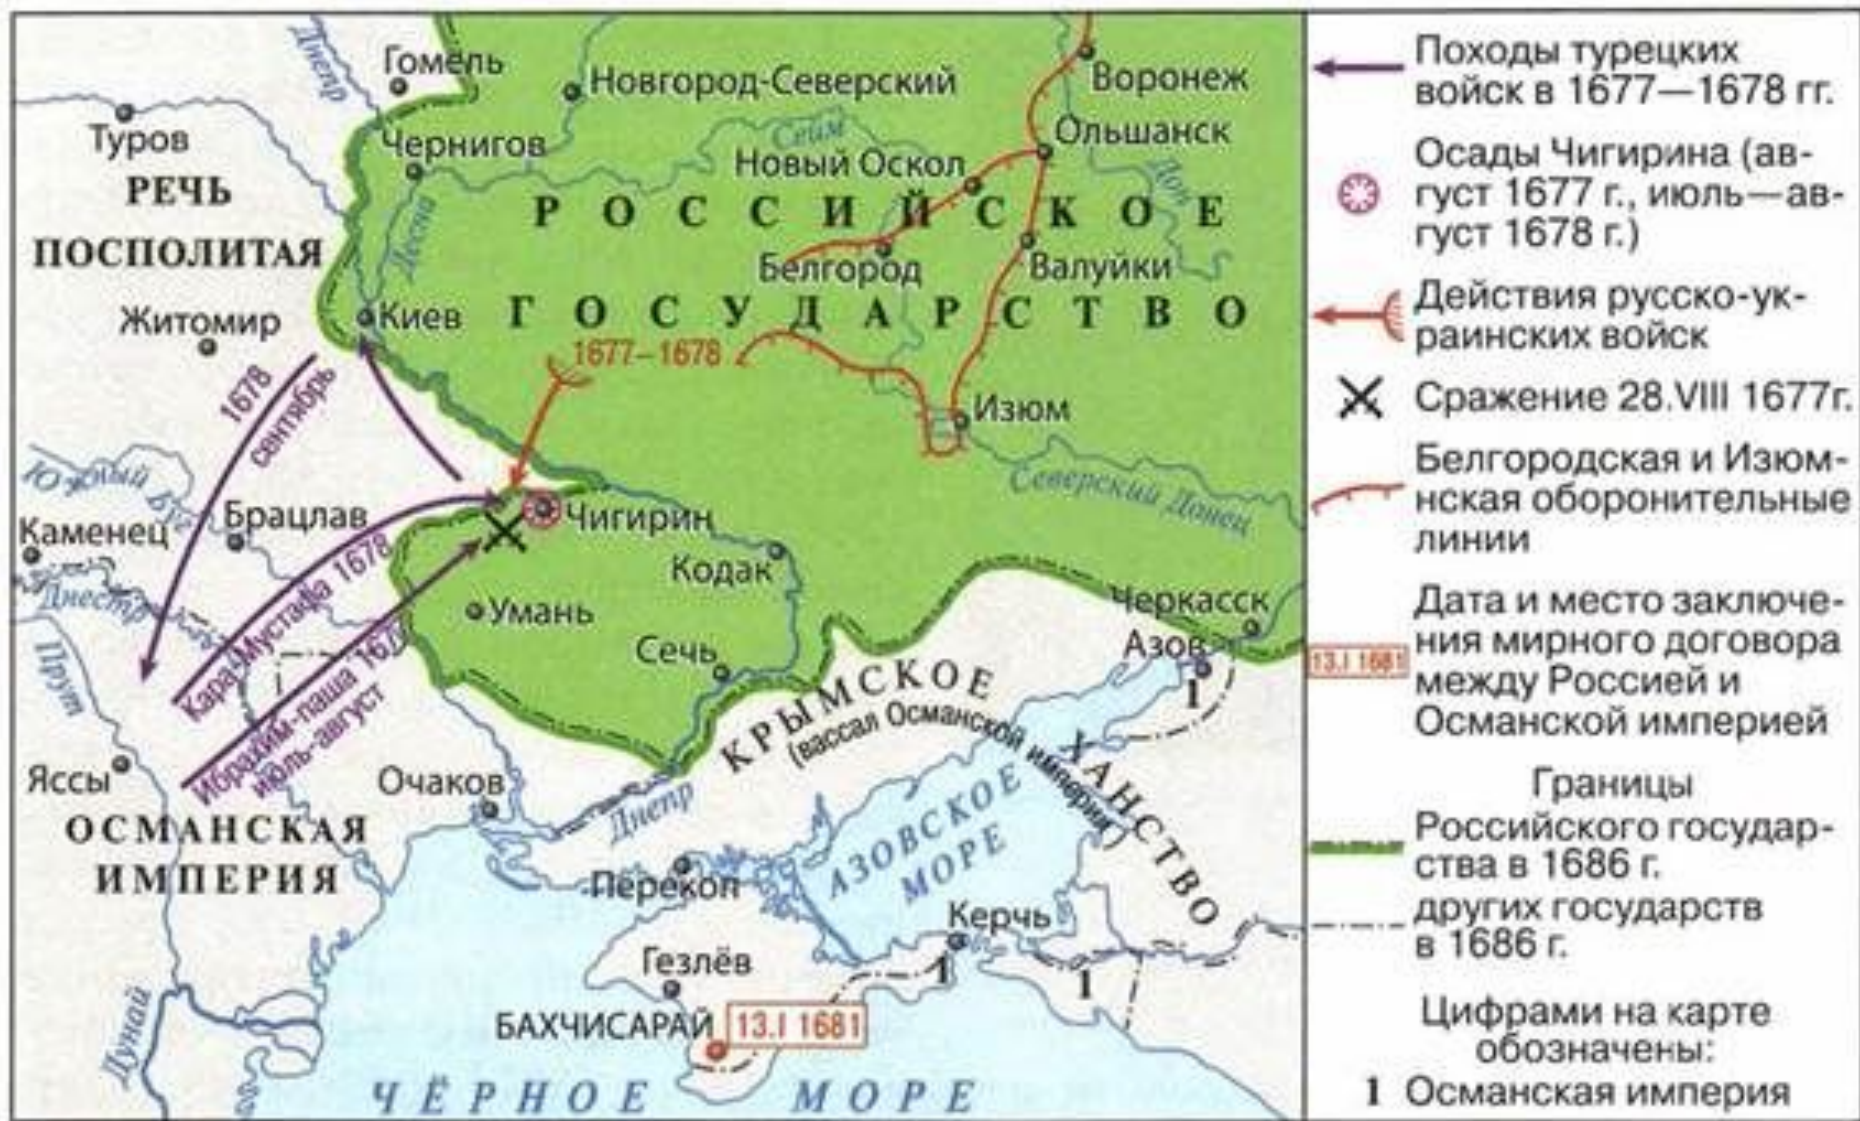 Днепр
Гомель
Новгород-Северский
Воронеж
Туров
Чернигов
Сейм
Ольшанск
Новый Оскол
Дон
РЕЧЬ
ПОСПОЛИТАЯ
РОССИЙСКОЕ
Десна
Белгород
Валуйки
Житомир
Киев
ГОСУДАРСТВО
1677–1678
1678
сентябрь
Изюм
Южный Буг
Северский Донец
Каменец
Брацлав
Чигирин
Кодак
Днестр
Кара-Мустафа 1678
Умань
Черкасск
Сечь
Азов
1
Прут
Ибрахим-паша 1677
июль-август
КРЫМСКОЕ
(вассал Османской империи)
ХАНСТВО
Яссы
Очаков
Днепр
ОСМАНСКАЯ
ИМПЕРИЯ
АЗОВСКОЕ
МОРЕ
Перекоп
Керчь
1
1
Гезлёв
БАХЧИСАРАЙ
13.I 1681
Дунай
ЧЁРНОЕ МОРЕ
Походы турецких
войск в 1677—1678 гг.
Осады Чигирина (ав-
густ 1677 г., июль—ав-
густ 1678 г.)
Действия русско-ук-
раинских войск
Сражение 28.VIII 1677г.
Белгородская и Изюм-
нская оборонительные
линии
13.I 1681
Дата и место заключе-
ния мирного договора
между Россией и
Османской империей
Границы
Российского государ-
ства в 1686 г.
других государств
в 1686 г.
Цифрами на карте
обозначены:
1 Османская империя